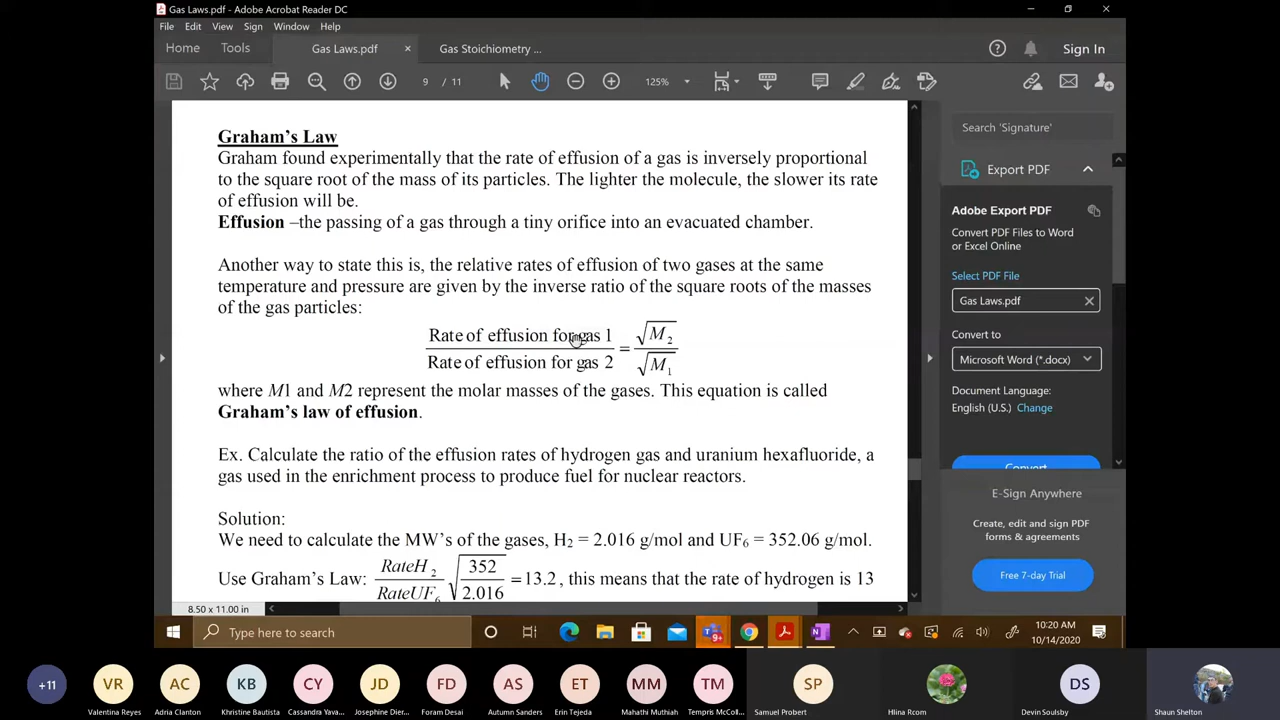 Gas Laws.pdf - Adobe Acrobat Reader DC
File Edit View Sign Window Help
Home Tools Gas Laws.pdf × Gas Stoichiometry ... Sign In
9 / 11 125%
Graham's Law
Graham found experimentally that the rate of effusion of a gas is inversely proportional
to the square root of the mass of its particles. The lighter the molecule, the slower its rate
of effusion will be.
Effusion –the passing of a gas through a tiny orifice into an evacuated chamber.
Another way to state this is, the relative rates of effusion of two gases at the same
temperature and pressure are given by the inverse ratio of the square roots of the masses
of the gas particles:
Rate of effusion for gas 1 / Rate of effusion for gas 2 = √M₂ / √M₁
where M1 and M2 represent the molar masses of the gases. This equation is called
Graham's law of effusion.
Ex. Calculate the ratio of the effusion rates of hydrogen gas and uranium hexafluoride, a
gas used in the enrichment process to produce fuel for nuclear reactors.
Solution:
We need to calculate the MW's of the gases, H₂ = 2.016 g/mol and UF₆ = 352.06 g/mol.
Use Graham's Law: RateH₂ / RateUF₆ √352 / 2.016 = 13.2, this means that the rate of hydrogen is 13
8.50 x 11.00 in
Search 'Signature'
Export PDF
Adobe Export PDF
Convert PDF Files to Word
or Excel Online
Select PDF File
Gas Laws.pdf ×
Convert to
Microsoft Word (*.docx)
Document Language:
English (U.S.) Change
Convert
E-Sign Anywhere
Create, edit and sign PDF
forms & agreements
Free 7-day Trial
Type here to search
9+
10:20 AM
10/14/2020
+11 VR AC KB CY JD FD AS ET MM TM SP DS
Valentina Reyes Adria Clanton Khristine Bautista Cassandra Yava... Josephine Dier... Foram Desai Autumn Sanders Erin Tejeda Mahathi Muthiah Tempris McColl... Samuel Probert Hlina Rcom Devin Soulsby Shaun Shelton